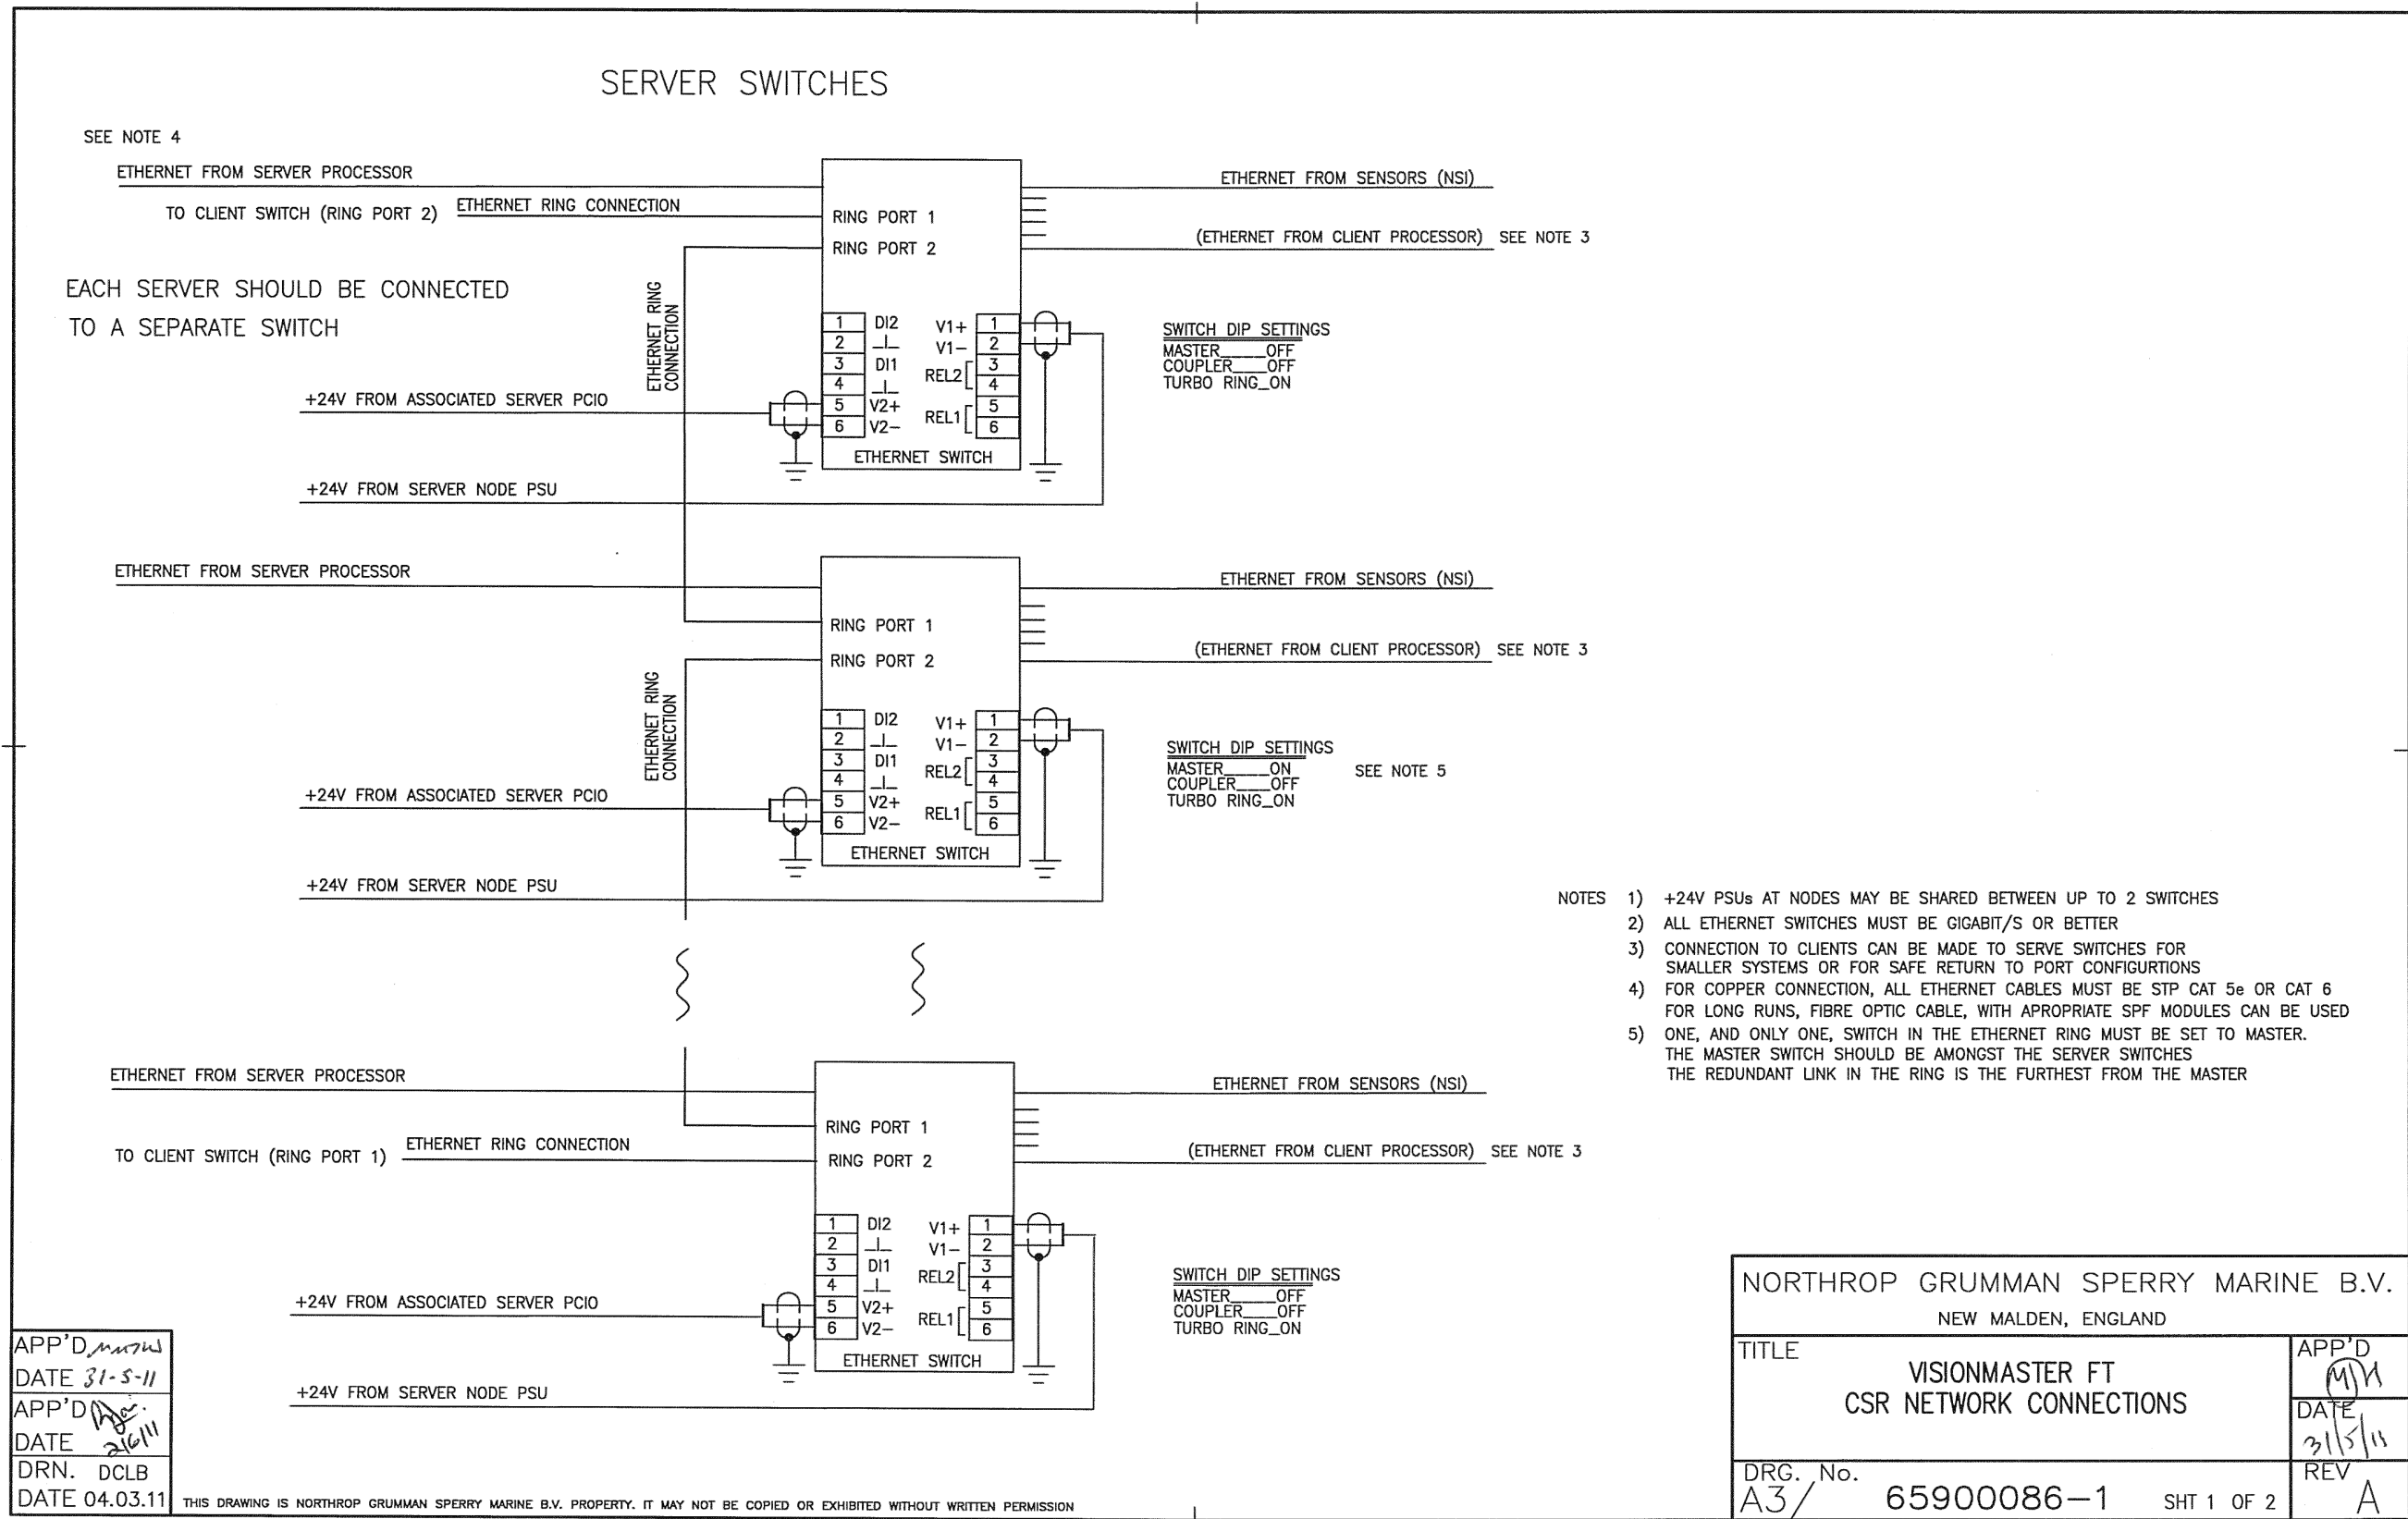 SERVER SWITCHES
SEE NOTE 4
ETHERNET FROM SERVER PROCESSOR
TO CLIENT SWITCH (RING PORT 2)
ETHERNET RING CONNECTION
RING PORT 1
RING PORT 2
ETHERNET FROM SENSORS (NSI)
(ETHERNET FROM CLIENT PROCESSOR) SEE NOTE 3
EACH SERVER SHOULD BE CONNECTED
TO A SEPARATE SWITCH
ETHERNET RING
CONNECTION
1 DI2 V1+ 1
2 V1- 2
3 DI1 REL2 3
4 4
5 V2+ REL1 5
6 V2- 6
ETHERNET SWITCH
+24V FROM ASSOCIATED SERVER PCIO
+24V FROM SERVER NODE PSU
SWITCH DIP SETTINGS
MASTER____OFF
COUPLER___OFF
TURBO RING_ON
ETHERNET FROM SERVER PROCESSOR
RING PORT 1
RING PORT 2
ETHERNET FROM SENSORS (NSI)
(ETHERNET FROM CLIENT PROCESSOR) SEE NOTE 3
ETHERNET RING
CONNECTION
1 DI2 V1+ 1
2 V1- 2
3 DI1 REL2 3
4 4
5 V2+ REL1 5
6 V2- 6
ETHERNET SWITCH
+24V FROM ASSOCIATED SERVER PCIO
+24V FROM SERVER NODE PSU
SWITCH DIP SETTINGS
MASTER____ON SEE NOTE 5
COUPLER___OFF
TURBO RING_ON
NOTES 1) +24V PSUs AT NODES MAY BE SHARED BETWEEN UP TO 2 SWITCHES
2) ALL ETHERNET SWITCHES MUST BE GIGABIT/S OR BETTER
3) CONNECTION TO CLIENTS CAN BE MADE TO SERVE SWITCHES FOR
SMALLER SYSTEMS OR FOR SAFE RETURN TO PORT CONFIGURTIONS
4) FOR COPPER CONNECTION, ALL ETHERNET CABLES MUST BE STP CAT 5e OR CAT 6
FOR LONG RUNS, FIBRE OPTIC CABLE, WITH APROPRIATE SPF MODULES CAN BE USED
5) ONE, AND ONLY ONE, SWITCH IN THE ETHERNET RING MUST BE SET TO MASTER.
THE MASTER SWITCH SHOULD BE AMONGST THE SERVER SWITCHES
THE REDUNDANT LINK IN THE RING IS THE FURTHEST FROM THE MASTER
ETHERNET FROM SERVER PROCESSOR
TO CLIENT SWITCH (RING PORT 1)
ETHERNET RING CONNECTION
RING PORT 1
RING PORT 2
ETHERNET FROM SENSORS (NSI)
(ETHERNET FROM CLIENT PROCESSOR) SEE NOTE 3
1 DI2 V1+ 1
2 V1- 2
3 DI1 REL2 3
4 4
5 V2+ REL1 5
6 V2- 6
ETHERNET SWITCH
+24V FROM ASSOCIATED SERVER PCIO
+24V FROM SERVER NODE PSU
SWITCH DIP SETTINGS
MASTER____OFF
COUPLER___OFF
TURBO RING_ON
APP'D
DATE 31-5-11
APP'D
DATE 2/6/11
DRN. DCLB
DATE 04.03.11
THIS DRAWING IS NORTHROP GRUMMAN SPERRY MARINE B.V. PROPERTY. IT MAY NOT BE COPIED OR EXHIBITED WITHOUT WRITTEN PERMISSION
NORTHROP GRUMMAN SPERRY MARINE B.V.
NEW MALDEN, ENGLAND
TITLE
VISIONMASTER FT
CSR NETWORK CONNECTIONS
APP'D
DATE
31/5/11
DRG. No.
A3/ 65900086-1 SHT 1 OF 2
REV
A